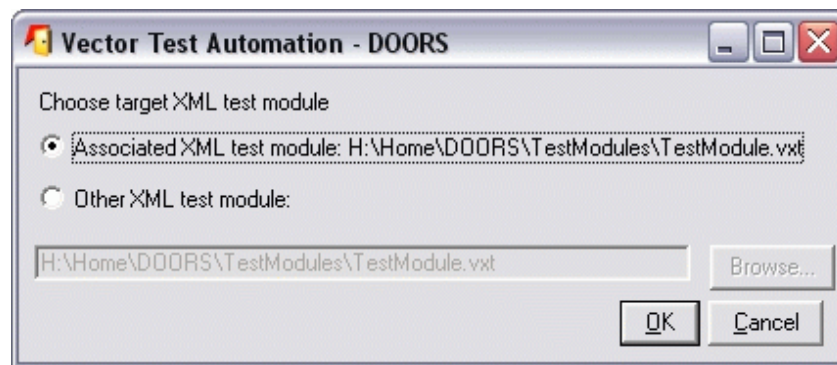 Vector Test Automation - DOORS
Choose target XML test module
Associated XML test module: H:\Home\DOORS\TestModules\TestModule.vxt
Other XML test module:
H:\Home\DOORS\TestModules\TestModule.vxt
Browse...
OK
Cancel